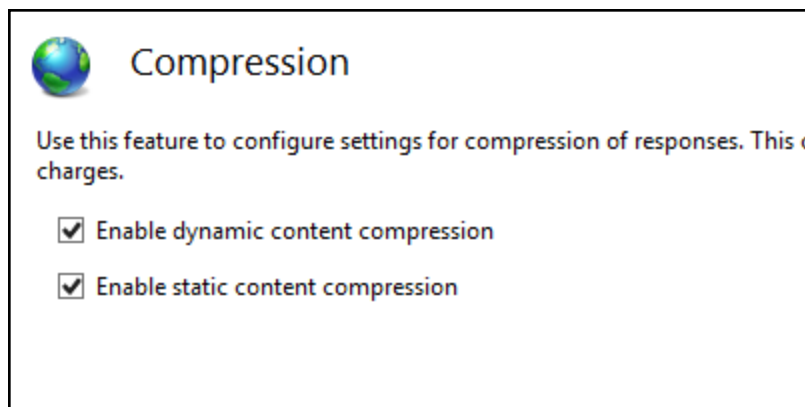 Compression
Use this feature to configure settings for compression of responses. This
charges.
Enable dynamic content compression
Enable static content compression